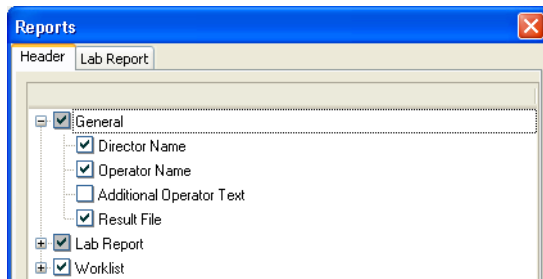 Reports
Header Lab Report
General
Director Name
Operator Name
Additional Operator Text
Result File
Lab Report
Worklist